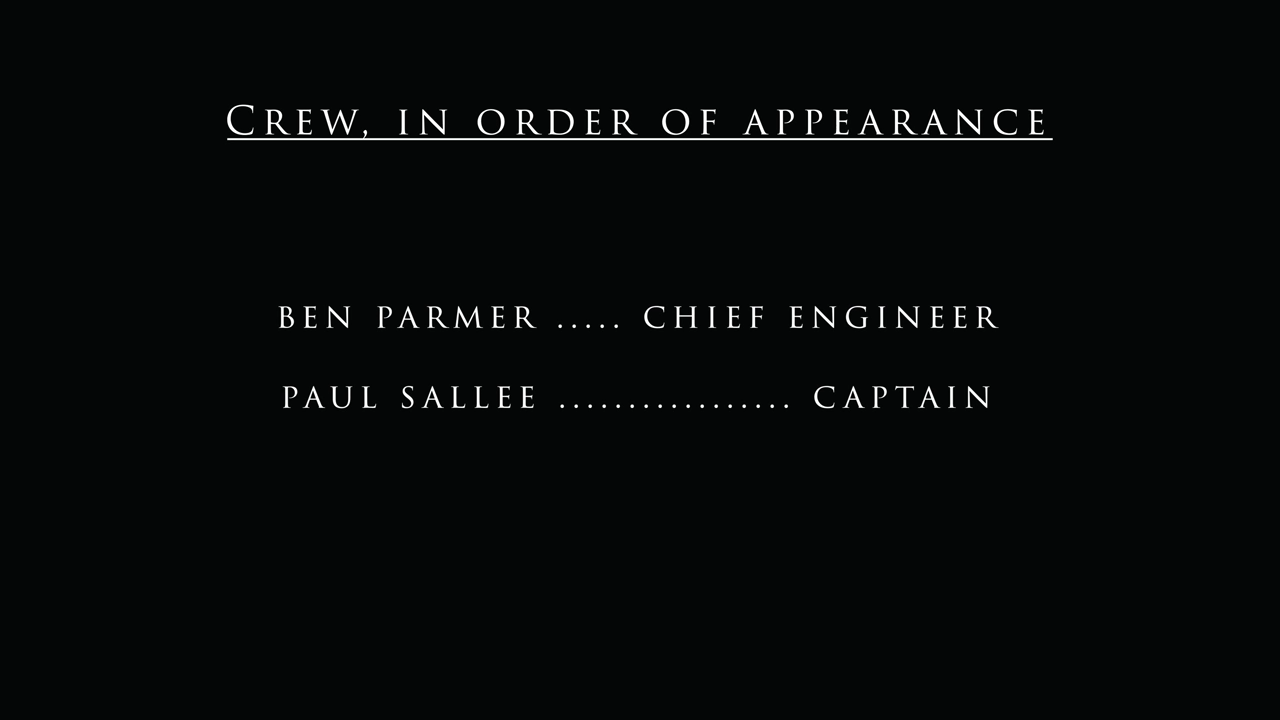 CREW, IN ORDER OF APPEARANCE
BEN PARMER ..... CHIEF ENGINEER
PAUL SALLEE ................. CAPTAIN